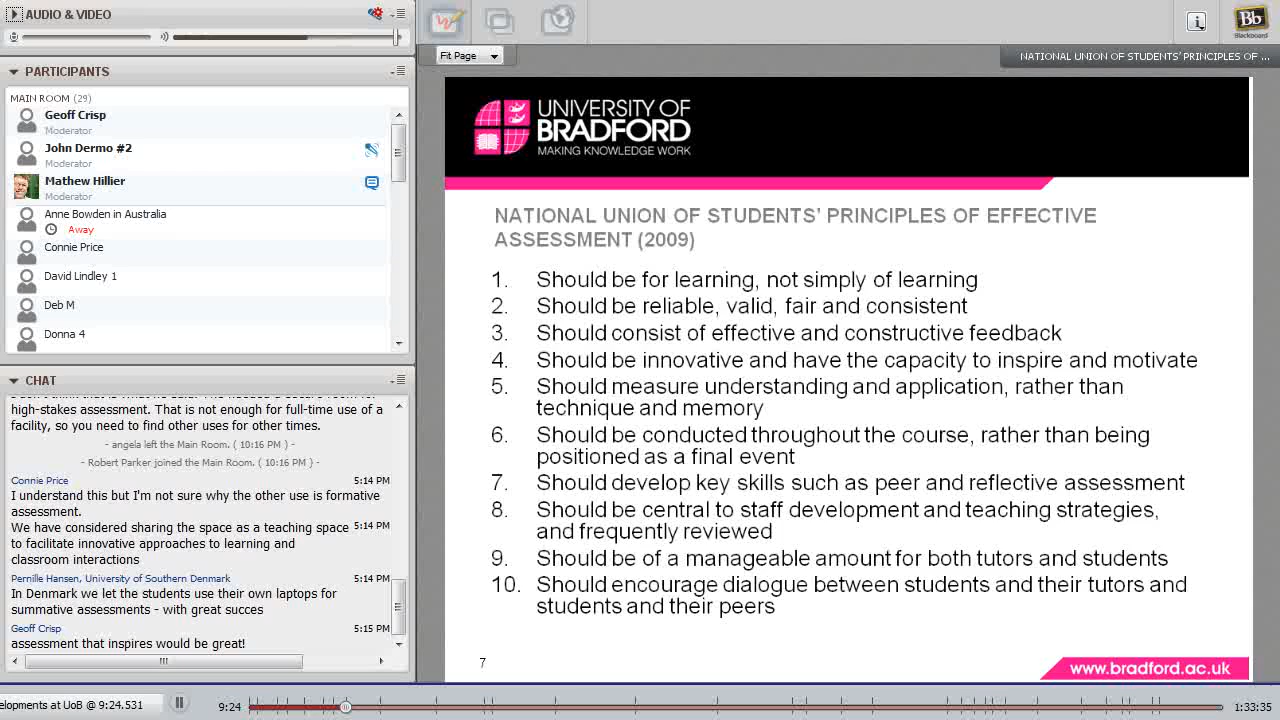 AUDIO & VIDEO
PARTICIPANTS
MAIN ROOM (29)
Geoff Crisp
Moderator
John Dermo #2
Moderator
Mathew Hillier
Moderator
Anne Bowden in Australia
Away
Connie Price
David Lindley 1
Deb M
Donna 4
CHAT
high-stakes assessment. That is not enough for full-time use of a
facility, so you need to find other uses for other times.
- angela left the Main Room. ( 10:16 PM ) -
- Robert Parker joined the Main Room. ( 10:16 PM ) -
Connie Price 5:14 PM
I understand this but I'm not sure why the other use is formative
assessment.
We have considered sharing the space as a teaching space 5:14 PM
to facilitate innovative approaches to learning and
classroom interactions
Pernille Hansen, University of Southern Denmark 5:14 PM
In Denmark we let the students use their own laptops for
summative assessments - with great succes
Geoff Crisp 5:15 PM
assessment that inspires would be great!
elopments at UoB @ 9:24.531
9:24
1:33:35
Fit Page
Bb
Blackboard
NATIONAL UNION OF STUDENTS' PRINCIPLES OF ...
UNIVERSITY OF
BRADFORD
MAKING KNOWLEDGE WORK
NATIONAL UNION OF STUDENTS’ PRINCIPLES OF EFFECTIVE
ASSESSMENT (2009)
1. Should be for learning, not simply of learning
2. Should be reliable, valid, fair and consistent
3. Should consist of effective and constructive feedback
4. Should be innovative and have the capacity to inspire and motivate
5. Should measure understanding and application, rather than
technique and memory
6. Should be conducted throughout the course, rather than being
positioned as a final event
7. Should develop key skills such as peer and reflective assessment
8. Should be central to staff development and teaching strategies,
and frequently reviewed
9. Should be of a manageable amount for both tutors and students
10. Should encourage dialogue between students and their tutors and
students and their peers
7
www.bradford.ac.uk